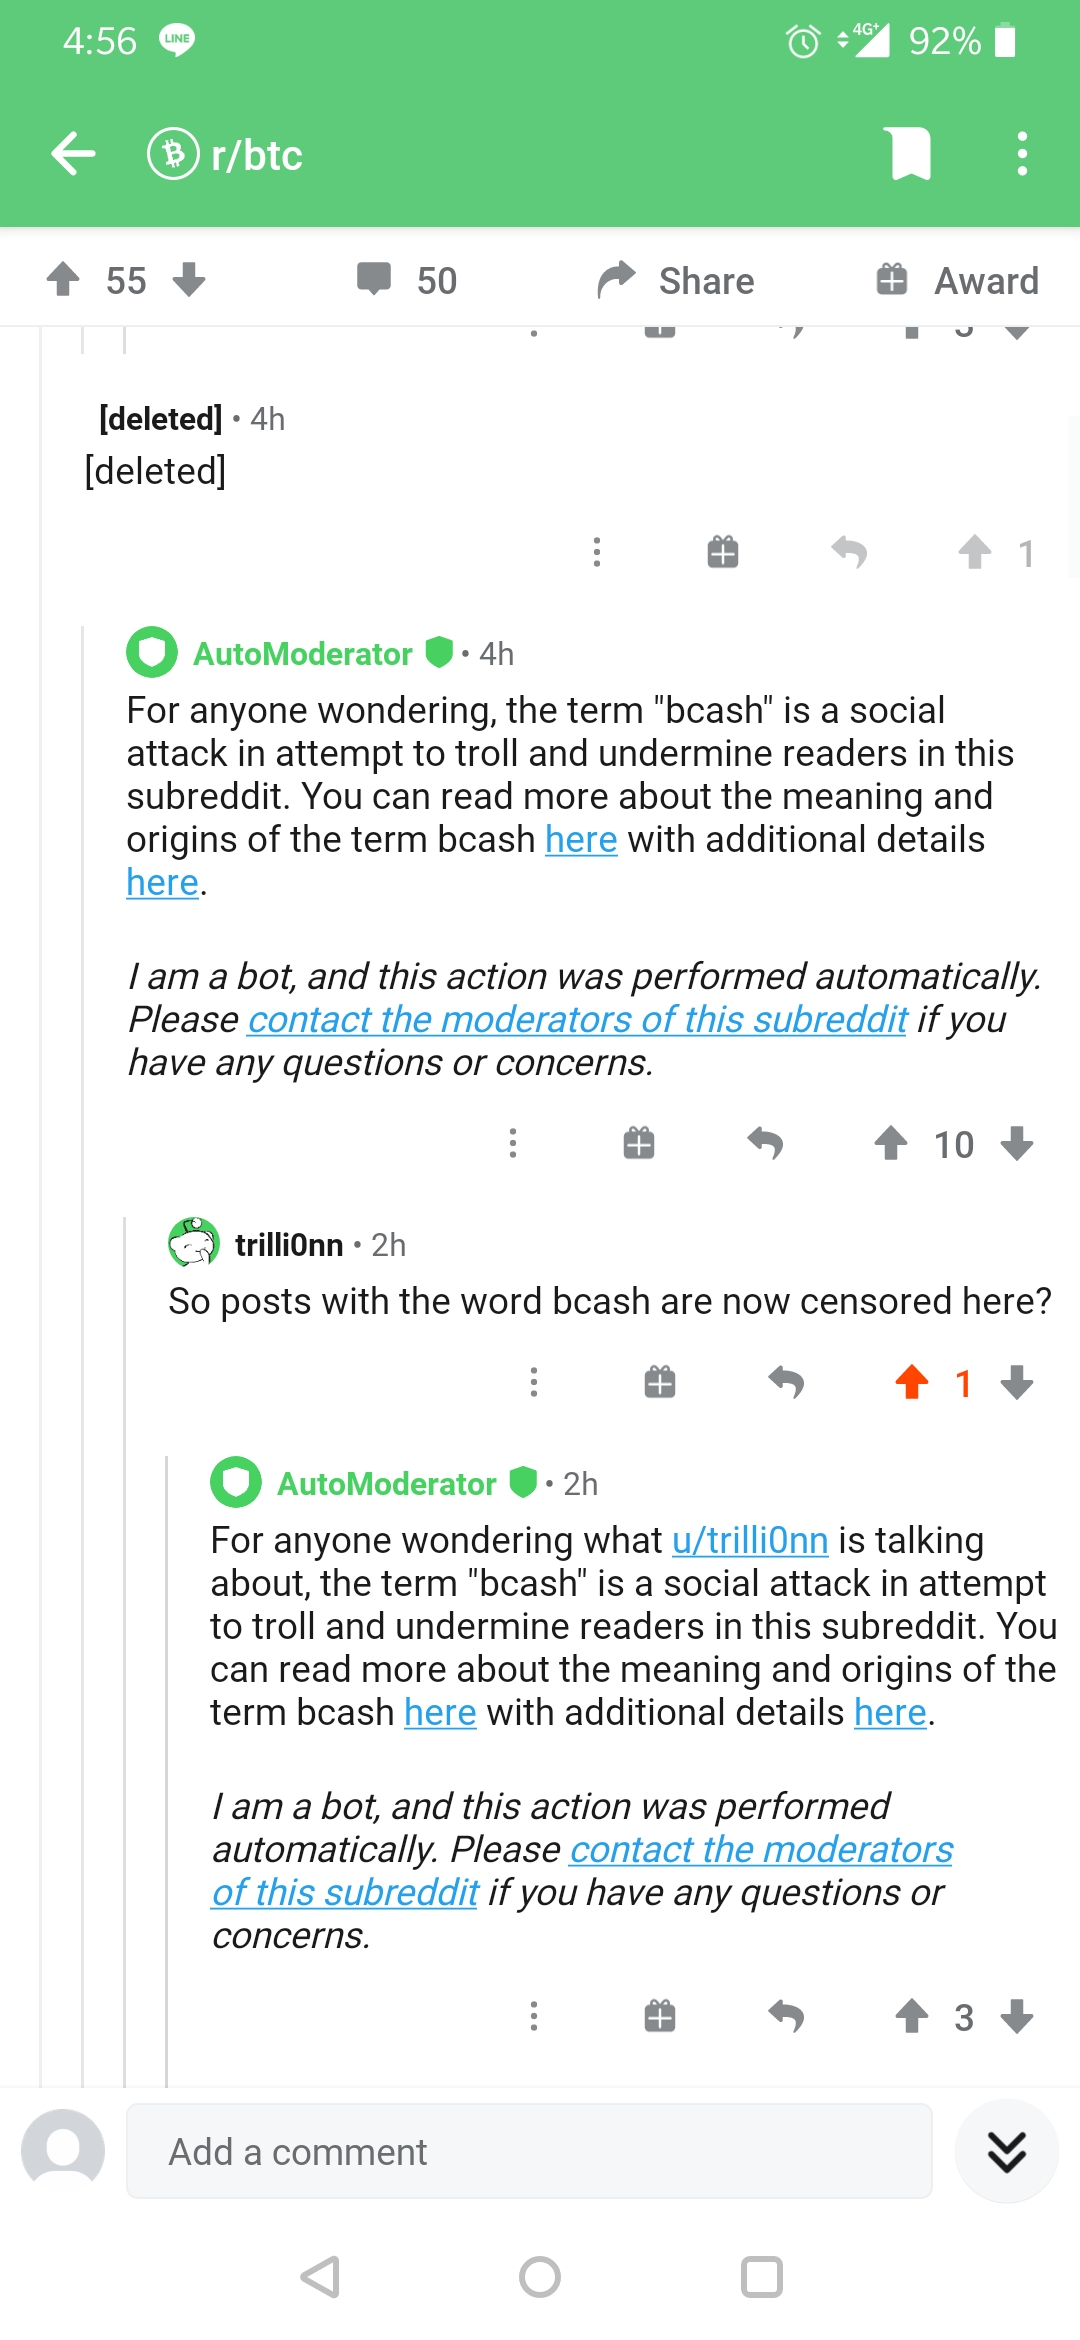 4:56 LINE 4G+ 92%
r/btc
55 50 Share Award
[deleted] • 4h
[deleted]
1
AutoModerator • 4h
For anyone wondering, the term "bcash" is a social
attack in attempt to troll and undermine readers in this
subreddit. You can read more about the meaning and
origins of the term bcash here with additional details
here.
I am a bot, and this action was performed automatically.
Please contact the moderators of this subreddit if you
have any questions or concerns.
10
trilli0nn • 2h
So posts with the word bcash are now censored here?
1
AutoModerator • 2h
For anyone wondering what u/trilli0nn is talking
about, the term "bcash" is a social attack in attempt
to troll and undermine readers in this subreddit. You
can read more about the meaning and origins of the
term bcash here with additional details here.
I am a bot, and this action was performed
automatically. Please contact the moderators
of this subreddit if you have any questions or
concerns.
3
Add a comment